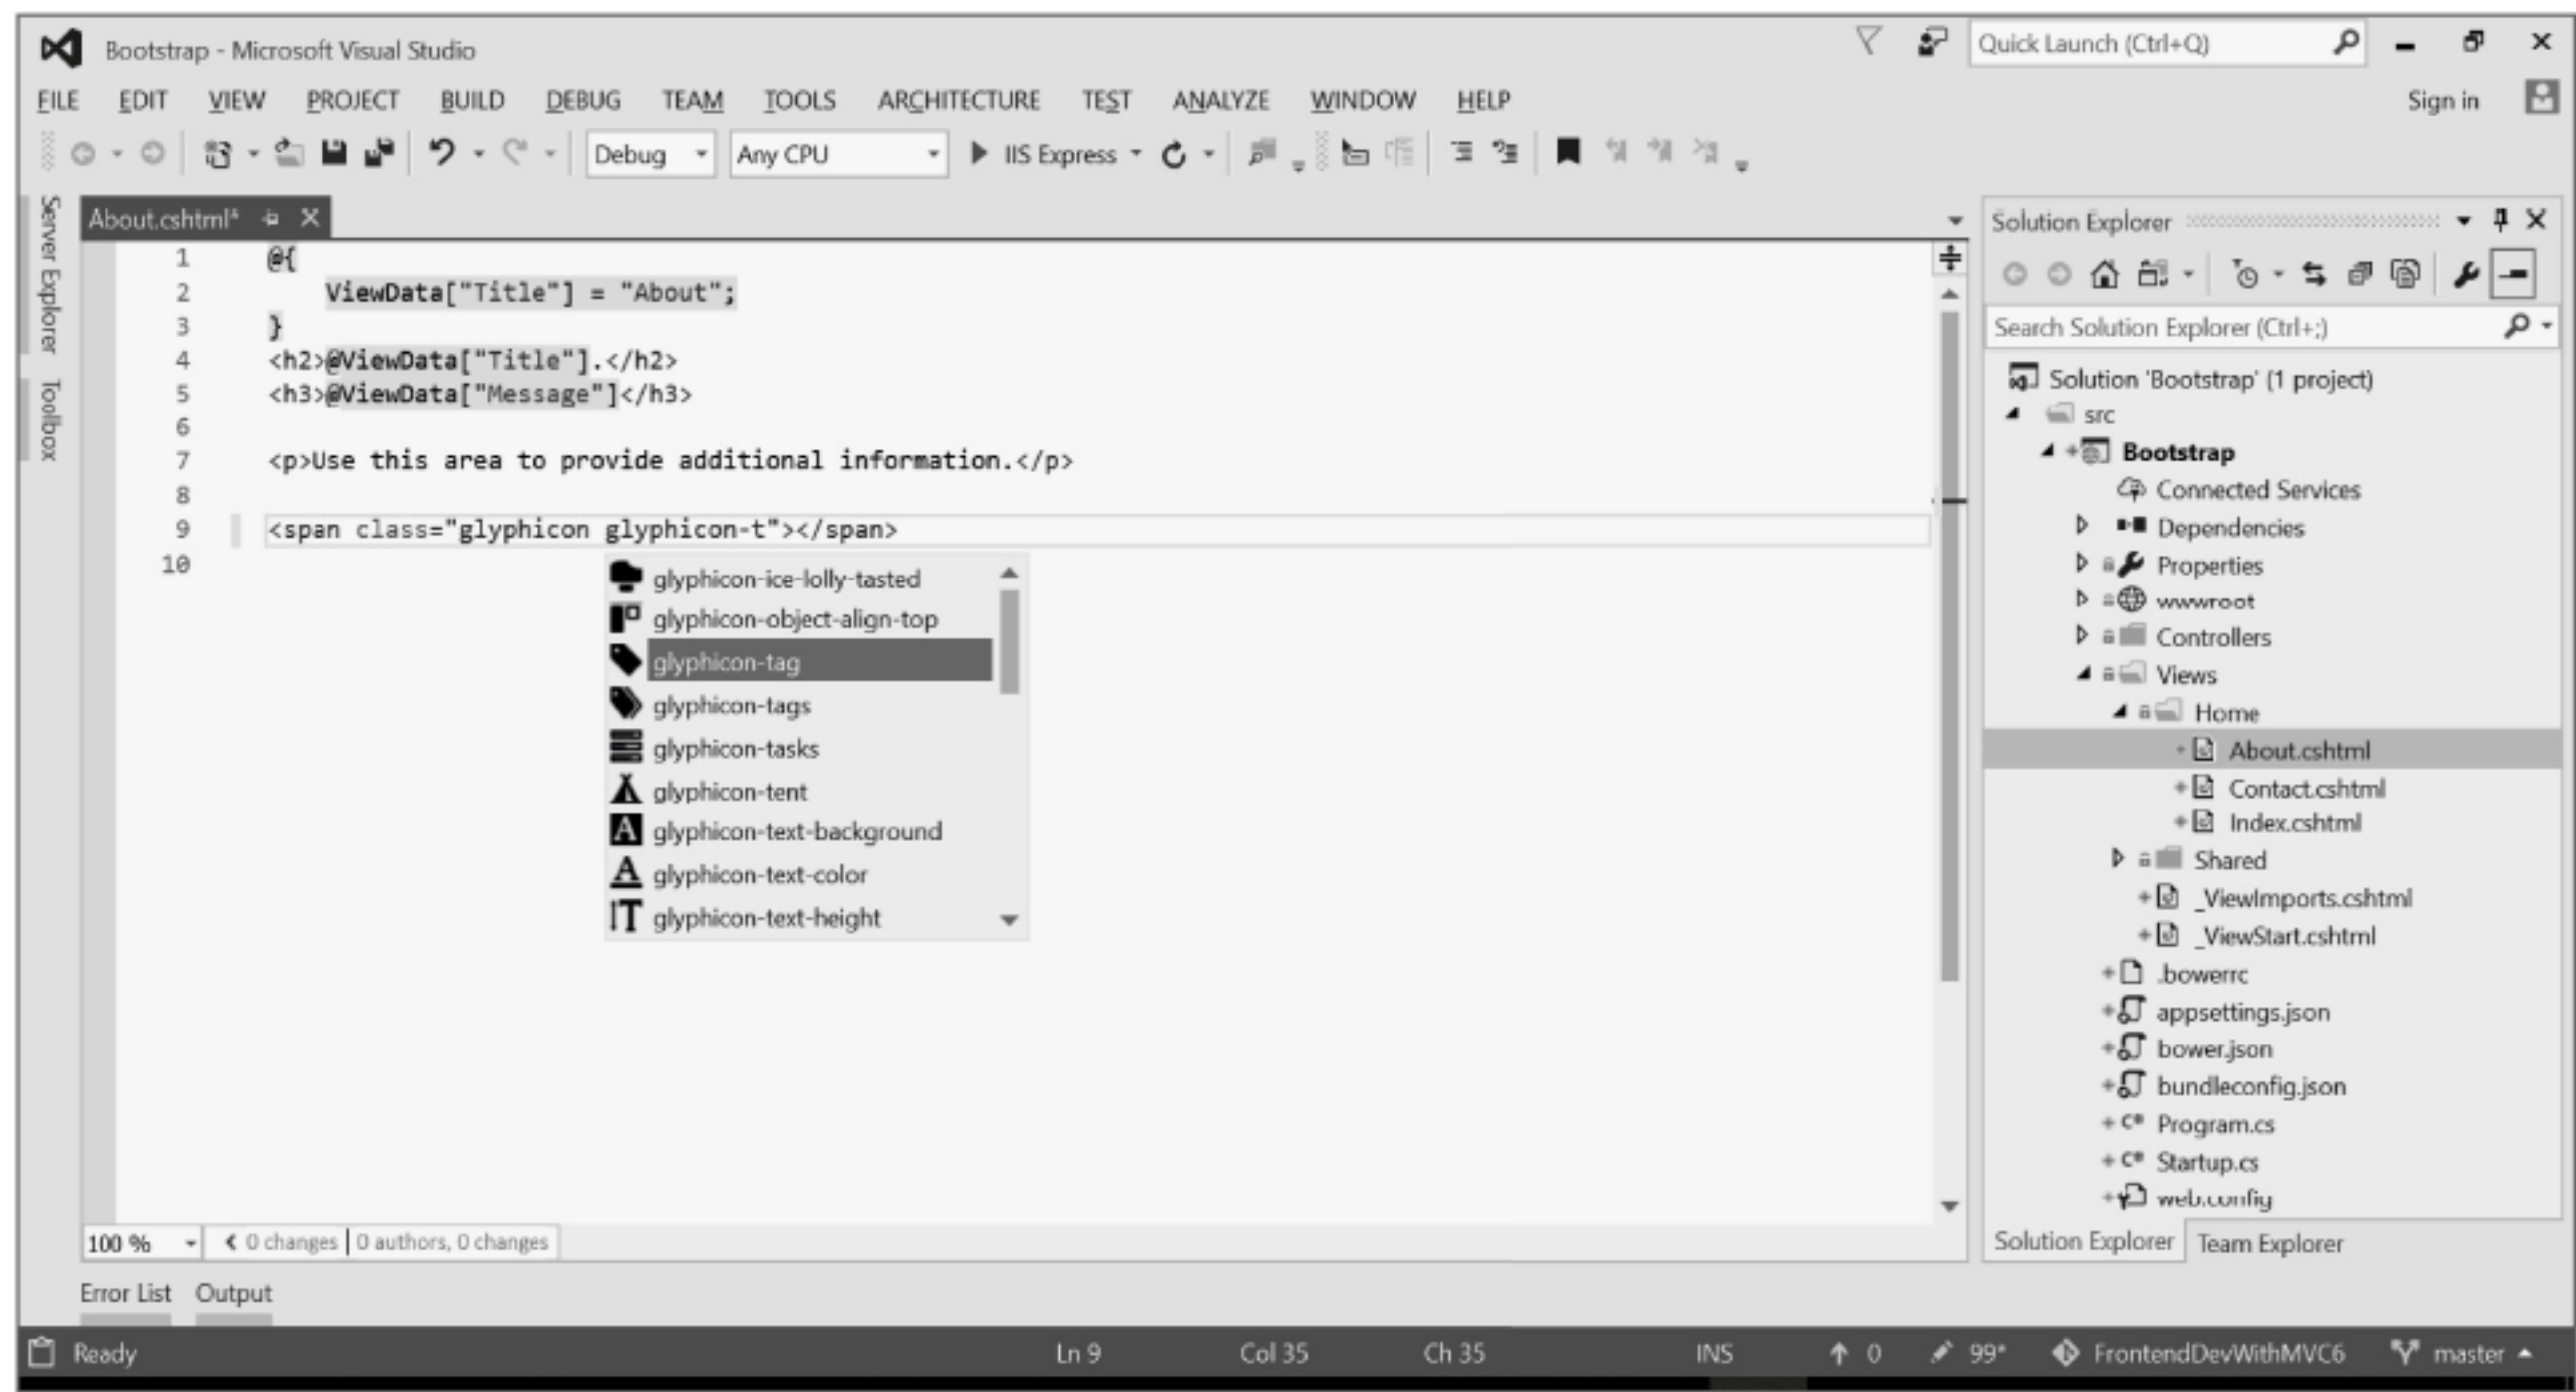 Bootstrap - Microsoft Visual Studio
Quick Launch (Ctrl+Q)
FILE EDIT VIEW PROJECT BUILD DEBUG TEAM TOOLS ARCHITECTURE TEST ANALYZE WINDOW HELP
Sign in
Debug Any CPU IIS Express
Server Explorer
Toolbox
About.cshtml*
1 @{
2 ViewData["Title"] = "About";
3 }
4 <h2>@ViewData["Title"].</h2>
5 <h3>@ViewData["Message"]</h3>
6
7 <p>Use this area to provide additional information.</p>
8
9 <span class="glyphicon glyphicon-t"></span>
10
glyphicon-ice-lolly-tasted
glyphicon-object-align-top
glyphicon-tag
glyphicon-tags
glyphicon-tasks
glyphicon-tent
glyphicon-text-background
glyphicon-text-color
glyphicon-text-height
100 % 0 changes | 0 authors, 0 changes
Solution Explorer
Search Solution Explorer (Ctrl+;)
Solution 'Bootstrap' (1 project)
src
Bootstrap
Connected Services
Dependencies
Properties
wwwroot
Controllers
Views
Home
About.cshtml
Contact.cshtml
Index.cshtml
Shared
_ViewImports.cshtml
_ViewStart.cshtml
.bowerrc
appsettings.json
bower.json
bundleconfig.json
C# Program.cs
C# Startup.cs
web.config
Solution Explorer Team Explorer
Error List Output
Ready Ln 9 Col 35 Ch 35 INS 0 99* FrontendDevWithMVC6 master